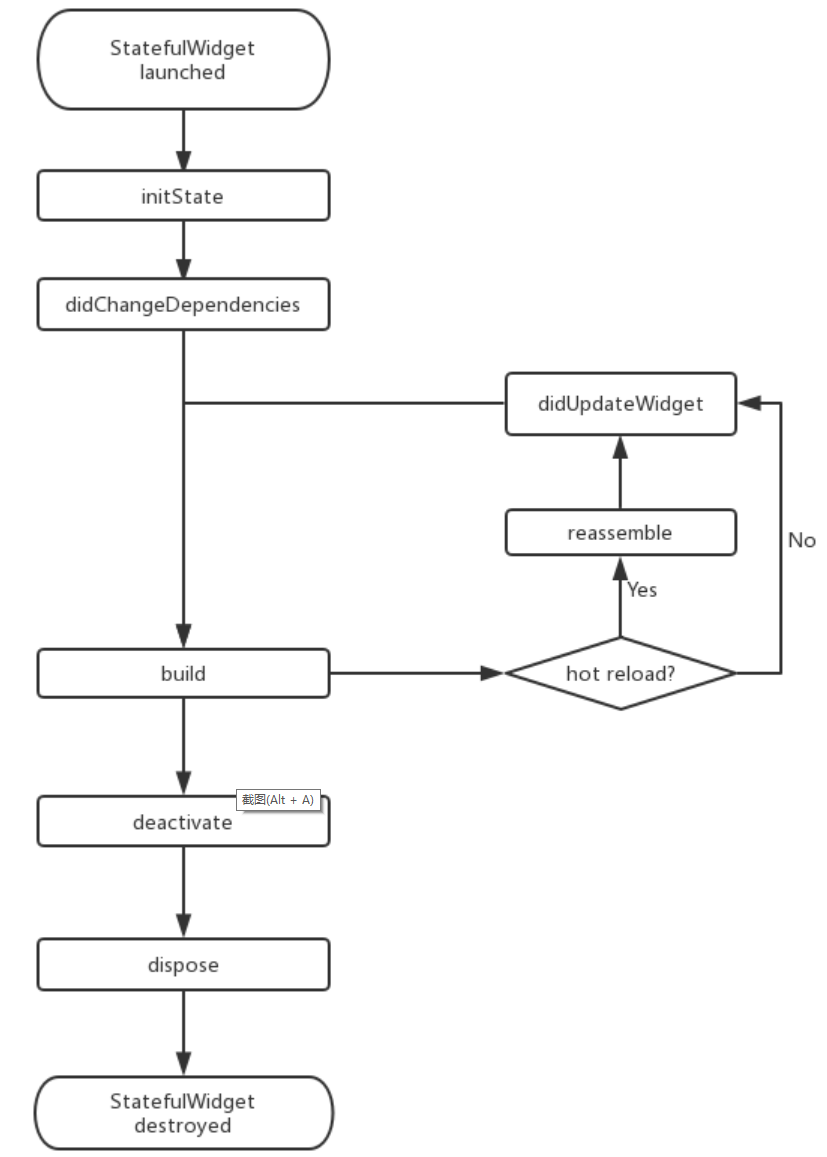 StatefulWidget
launched
initState
didChangeDependencies
didUpdateWidget
reassemble
No
Yes
build
hot reload?
截图(Alt + A)
deactivate
dispose
StatefulWidget
destroyed